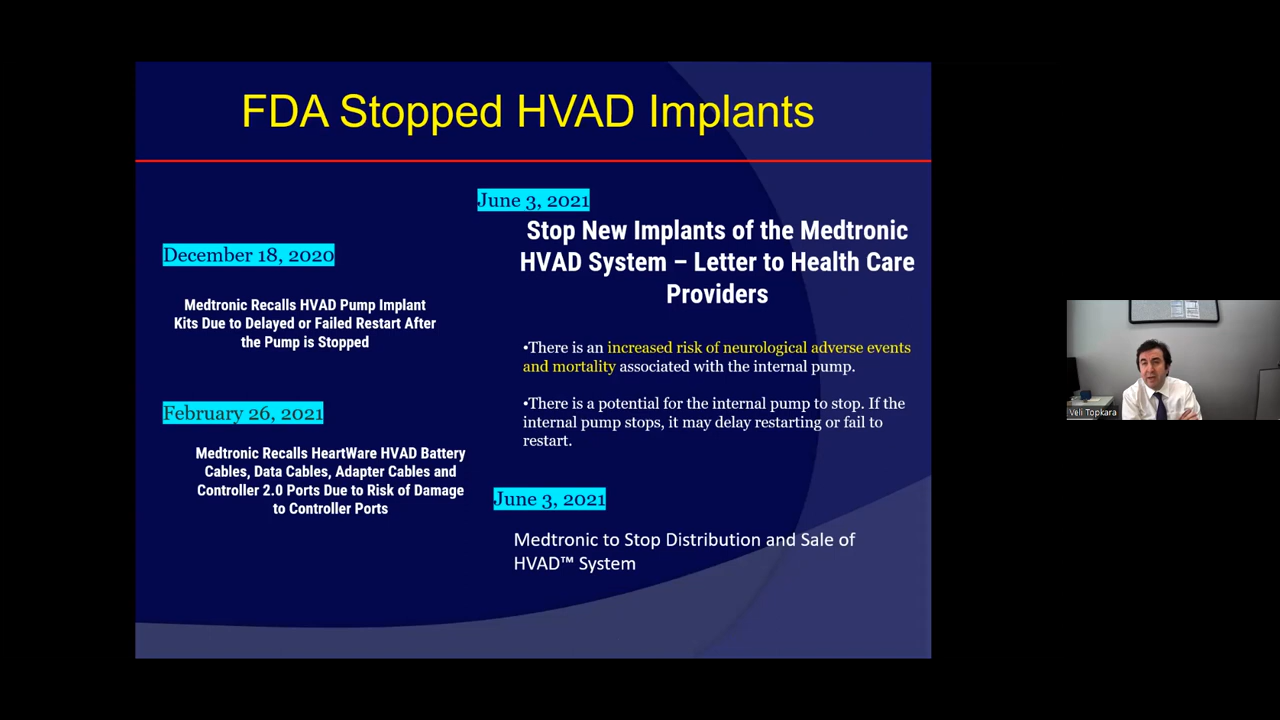 FDA Stopped HVAD Implants
December 18, 2020
Medtronic Recalls HVAD Pump Implant
Kits Due to Delayed or Failed Restart After
the Pump is Stopped
February 26, 2021
Medtronic Recalls HeartWare HVAD Battery
Cables, Data Cables, Adapter Cables and
Controller 2.0 Ports Due to Risk of Damage
to Controller Ports
June 3, 2021
Stop New Implants of the Medtronic
HVAD System – Letter to Health Care
Providers
•There is an increased risk of neurological adverse events
and mortality associated with the internal pump.
•There is a potential for the internal pump to stop. If the
internal pump stops, it may delay restarting or fail to
restart.
June 3, 2021
Medtronic to Stop Distribution and Sale of
HVAD™ System
Veli Topkara